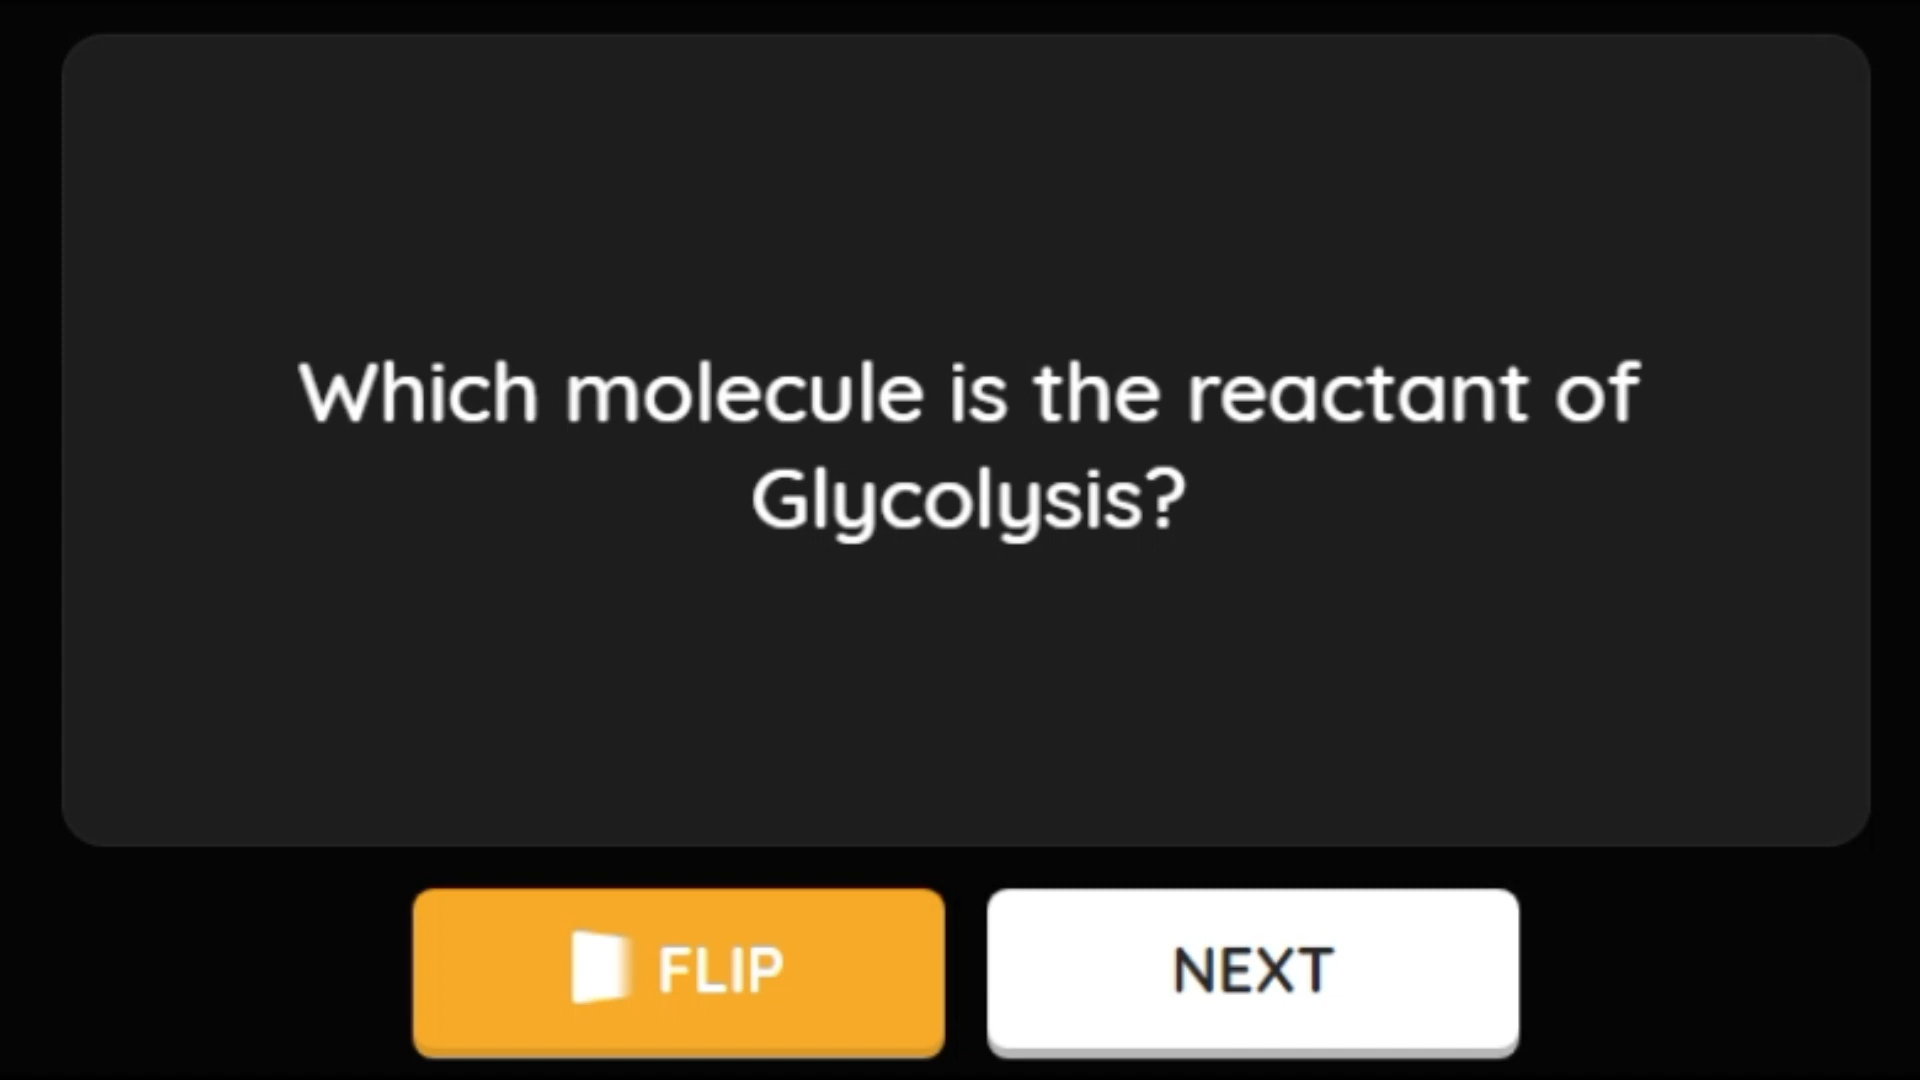 Which molecule is the reactant of
Glycolysis?
FLIP
NEXT